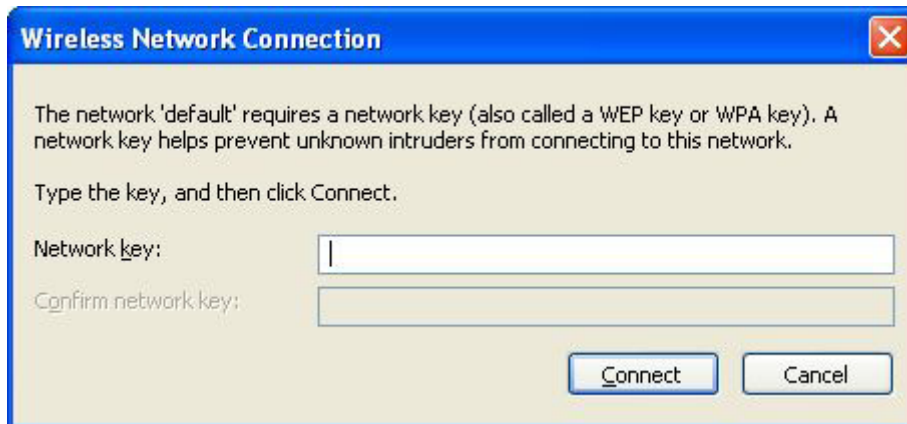 Wireless Network Connection
The network 'default' requires a network key (also called a WEP key or WPA key). A
network key helps prevent unknown intruders from connecting to this network.
Type the key, and then click Connect.
Network key:
Confirm network key:
Connect Cancel